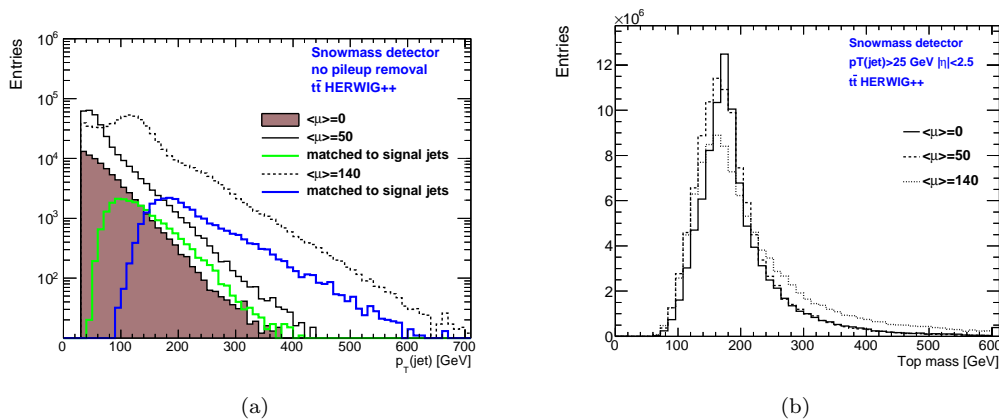 Entries
10^6
10^5
10^4
10^3
10^2
Snowmass detector
no pileup removal
tt̄ HERWIG++
<μ>=0
<μ>=50
matched to signal jets
<μ>=140
matched to signal jets
0 100 200 300 400 500 600 700
p_T(jet) [GeV]
(a)
×10^6
Entries
12
10
8
6
4
2
0
Snowmass detector
pT(jet)>25 GeV |η|<2.5
tt̄ HERWIG++
<μ>=0
<μ>=50
<μ>=140
0 100 200 300 400 500 600
Top mass [GeV]
(b)